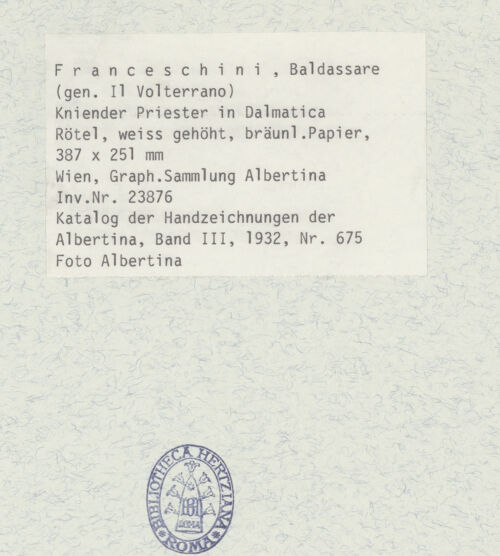 Franceschini, Baldassare
(gen. Il Volterrano)
Kniender Priester in Dalmatica
Rötel, weiss gehöht, bräunl.Papier,
387 x 251 mm
Wien, Graph.Sammlung Albertina
Inv.Nr. 23876
Katalog der Handzeichnungen der
Albertina, Band III, 1932, Nr. 675
Foto Albertina
BIBLIOTHECA HERTZIANA
ROMA
ROMA